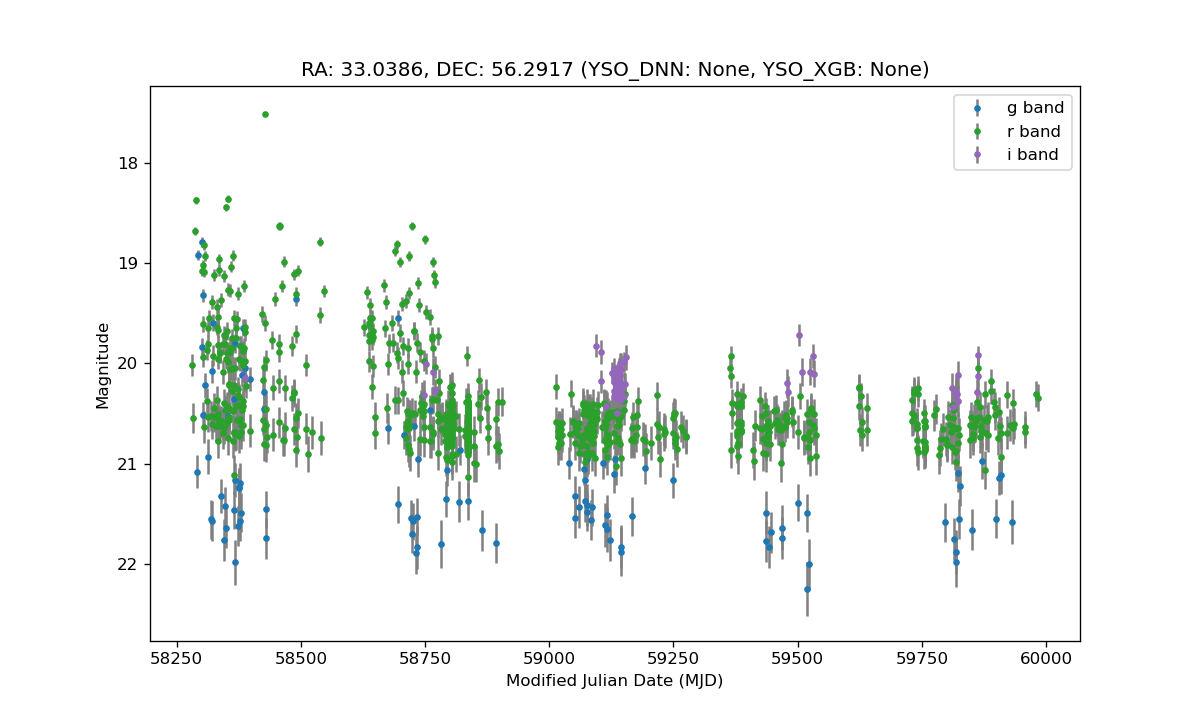 RA: 33.0386, DEC: 56.2917 (YSO_DNN: None, YSO_XGB: None)
g band
r band
i band
18
19
20
21
22
Magnitude
58250 58500 58750 59000 59250 59500 59750 60000
Modified Julian Date (MJD)